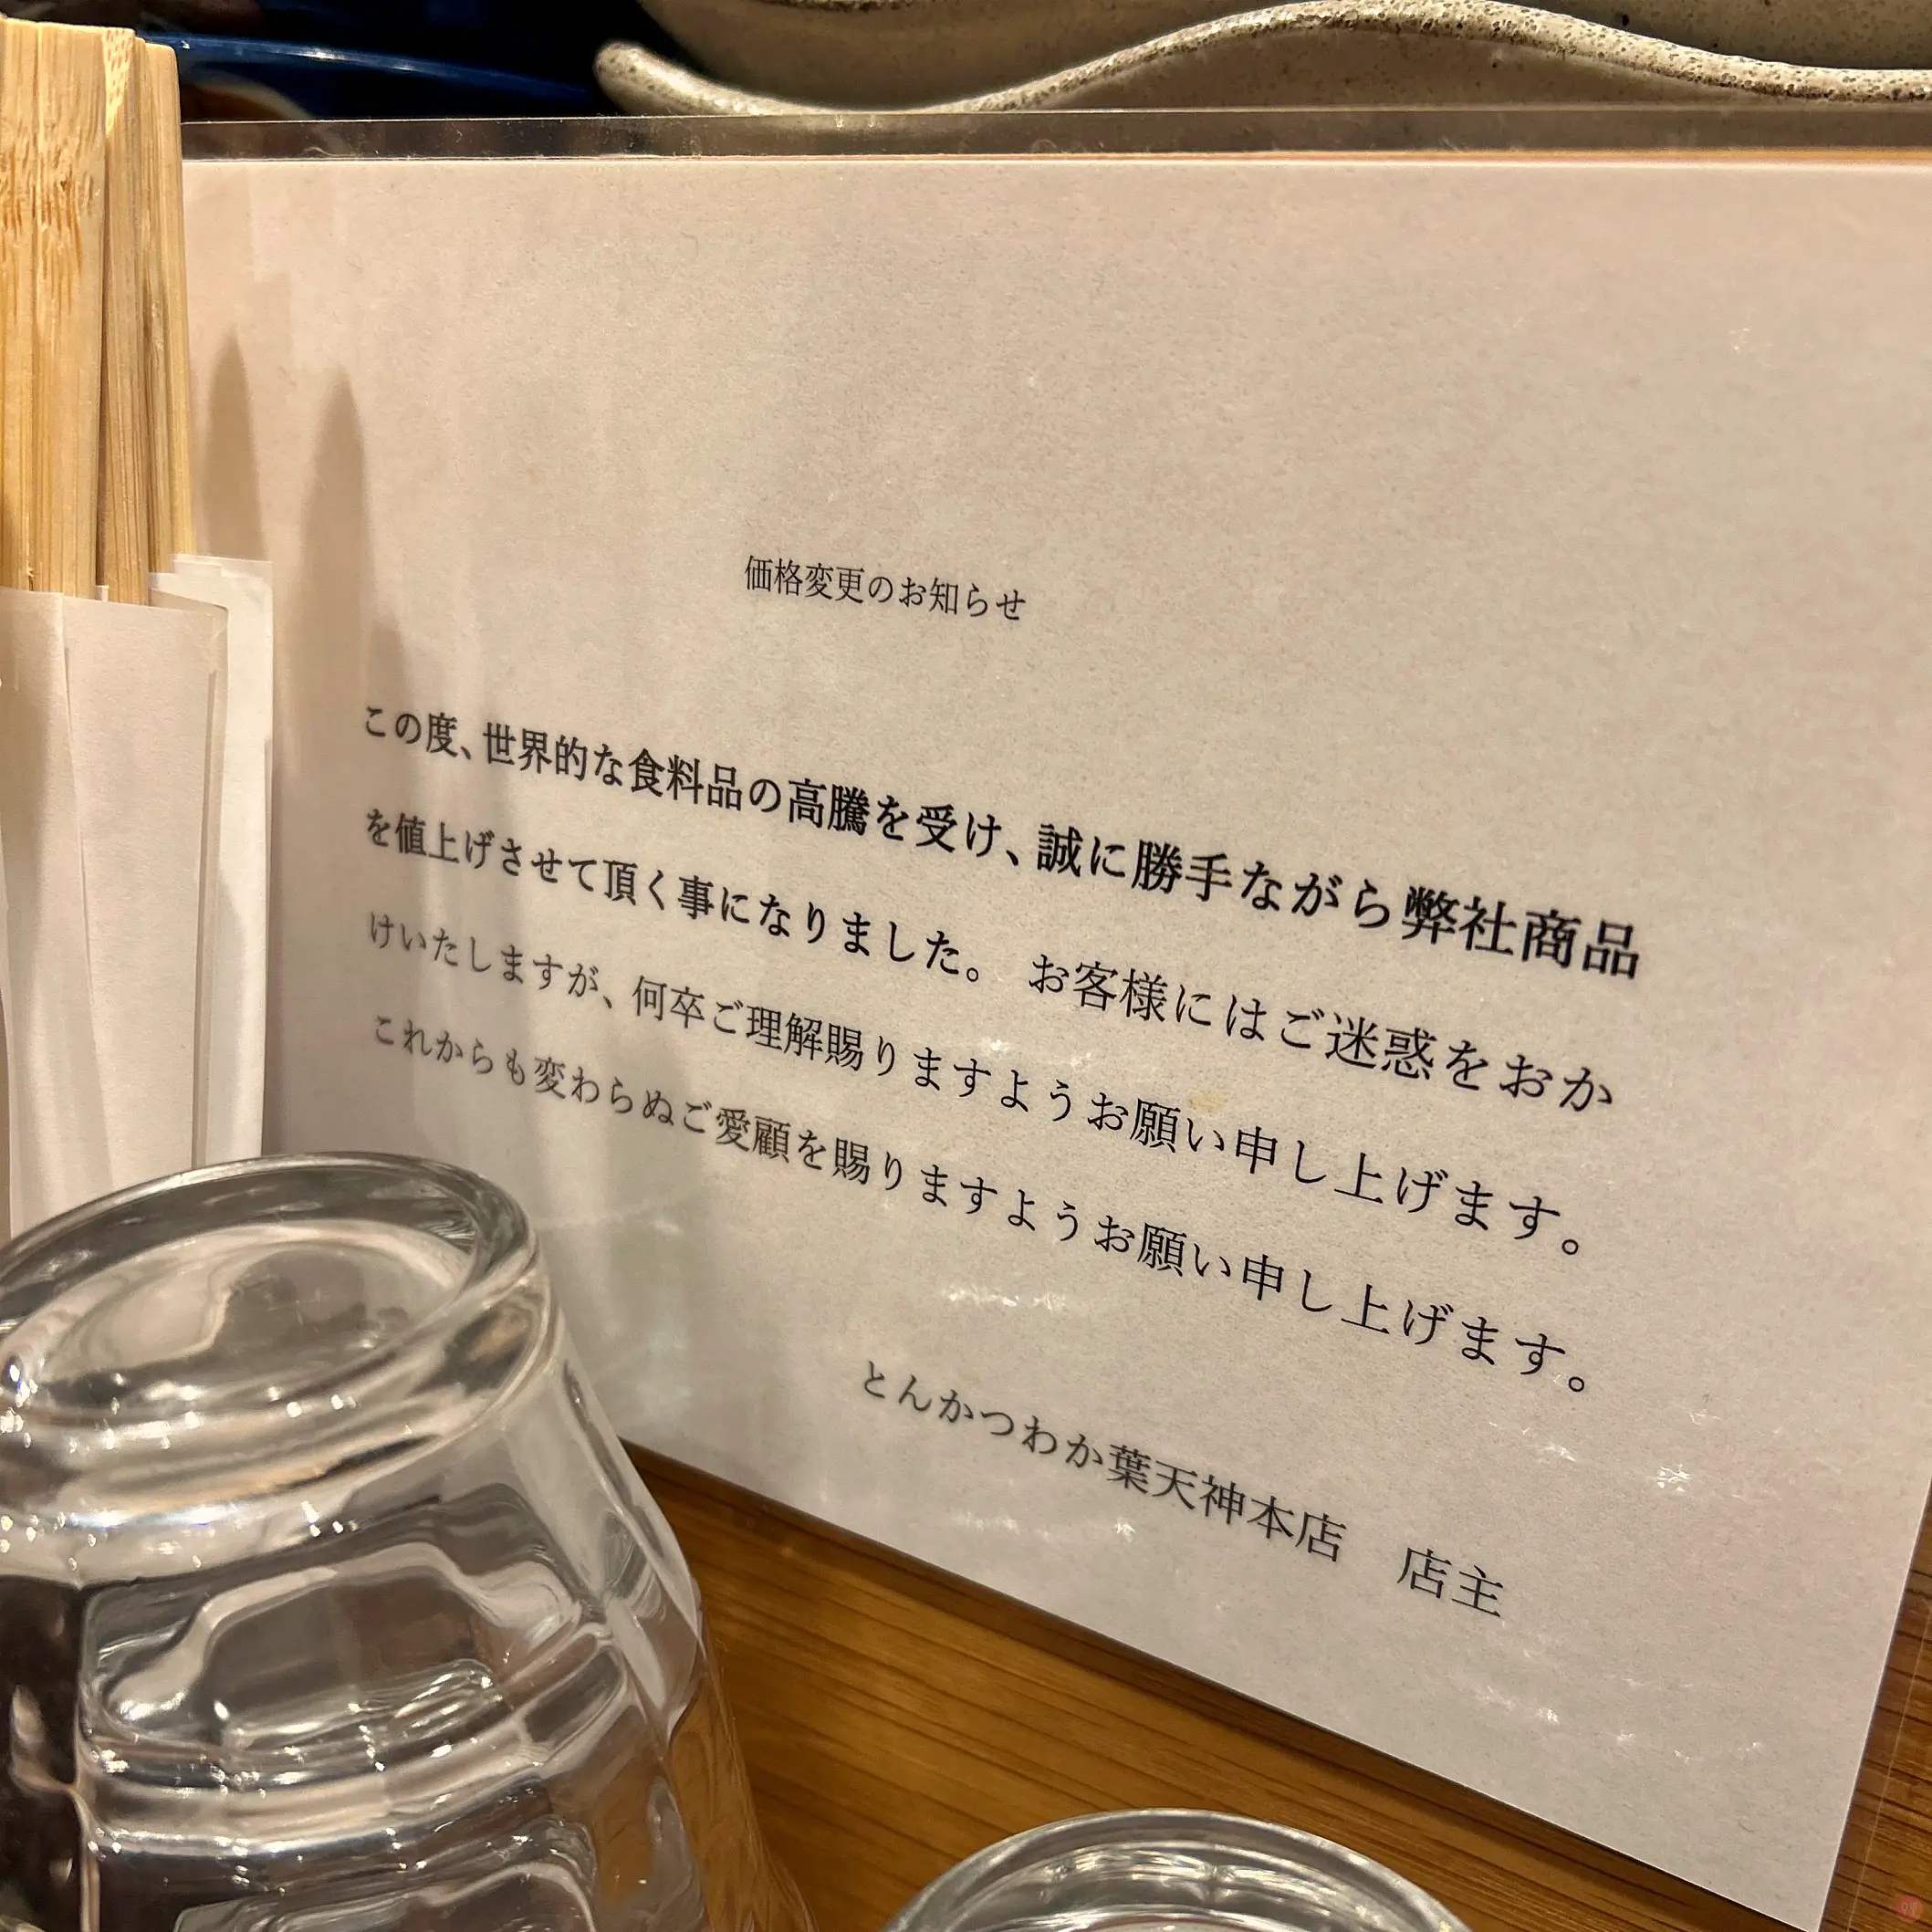 価格変更のお知らせ
この度、世界的な食料品の高騰を受け、誠に勝手ながら弊社商品
を値上げさせて頂く事になりました。 お客様にはご迷惑をおか
けいたしますが、何卒ご理解賜りますようお願い申し上げます。
これからも変わらぬご愛顧を賜りますようお願い申し上げます。
とんかつわか葉天神本店　店主